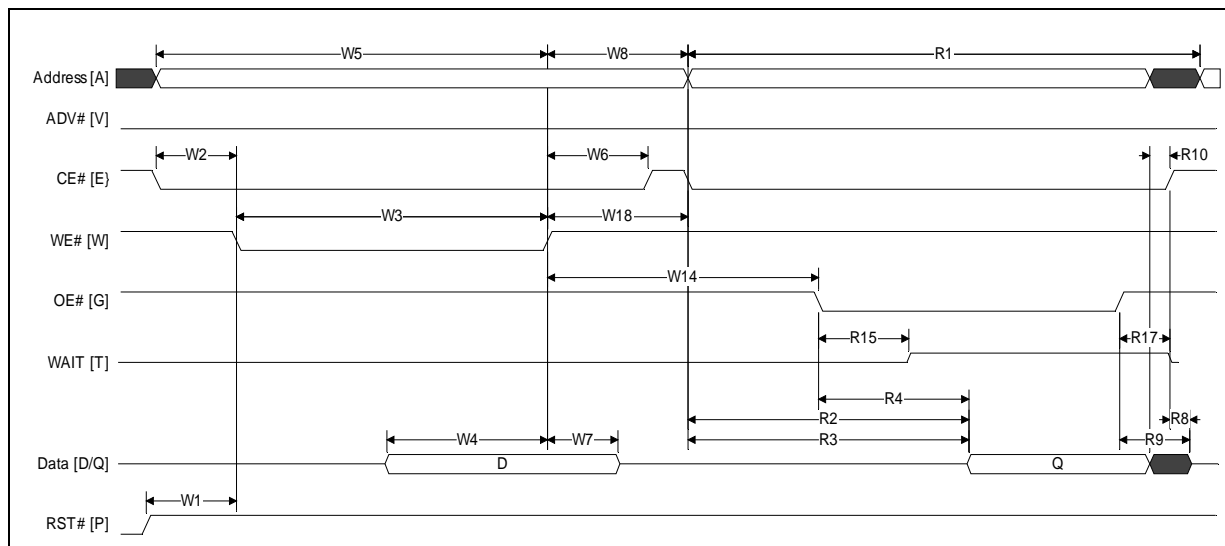 W5 W8 R1
Address [A]
ADV# [V]
W2 W6 R10
CE# [E}
W3 W18
WE# [W]
W14
OE# [G]
R15 R17
WAIT [T]
R4
R2 R8
W4 W7 R3 R9
Data [D/Q] D Q
W1
RST# [P]